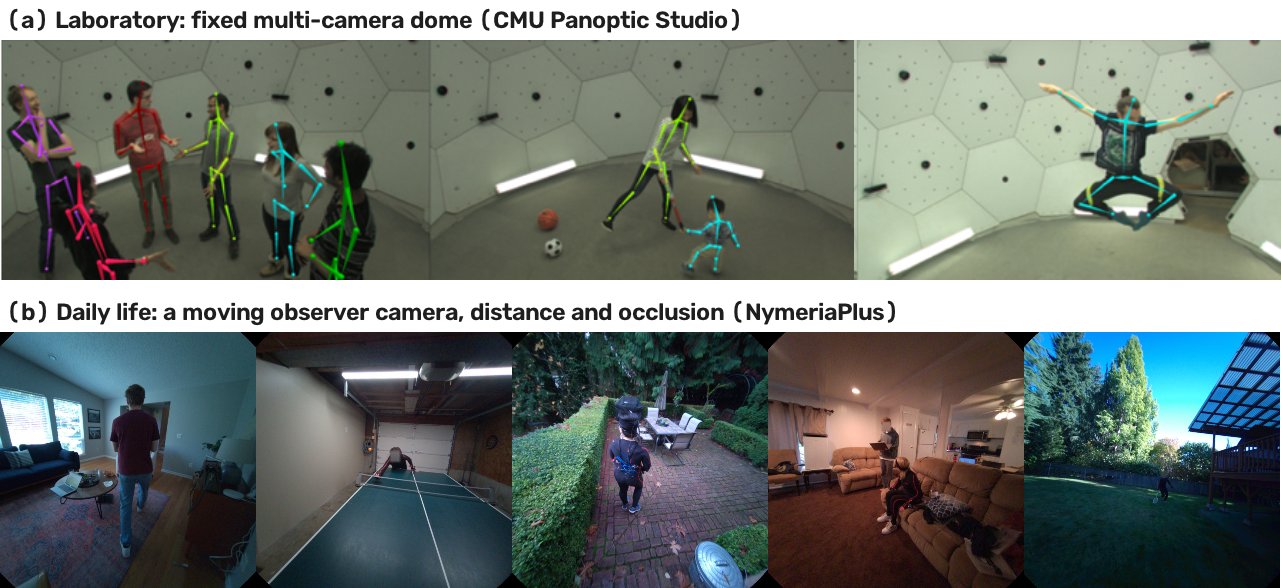 (a) Laboratory: fixed multi-camera dome (CMU Panoptic Studio)
(b) Daily life: a moving observer camera, distance and occlusion (NymeriaPlus)